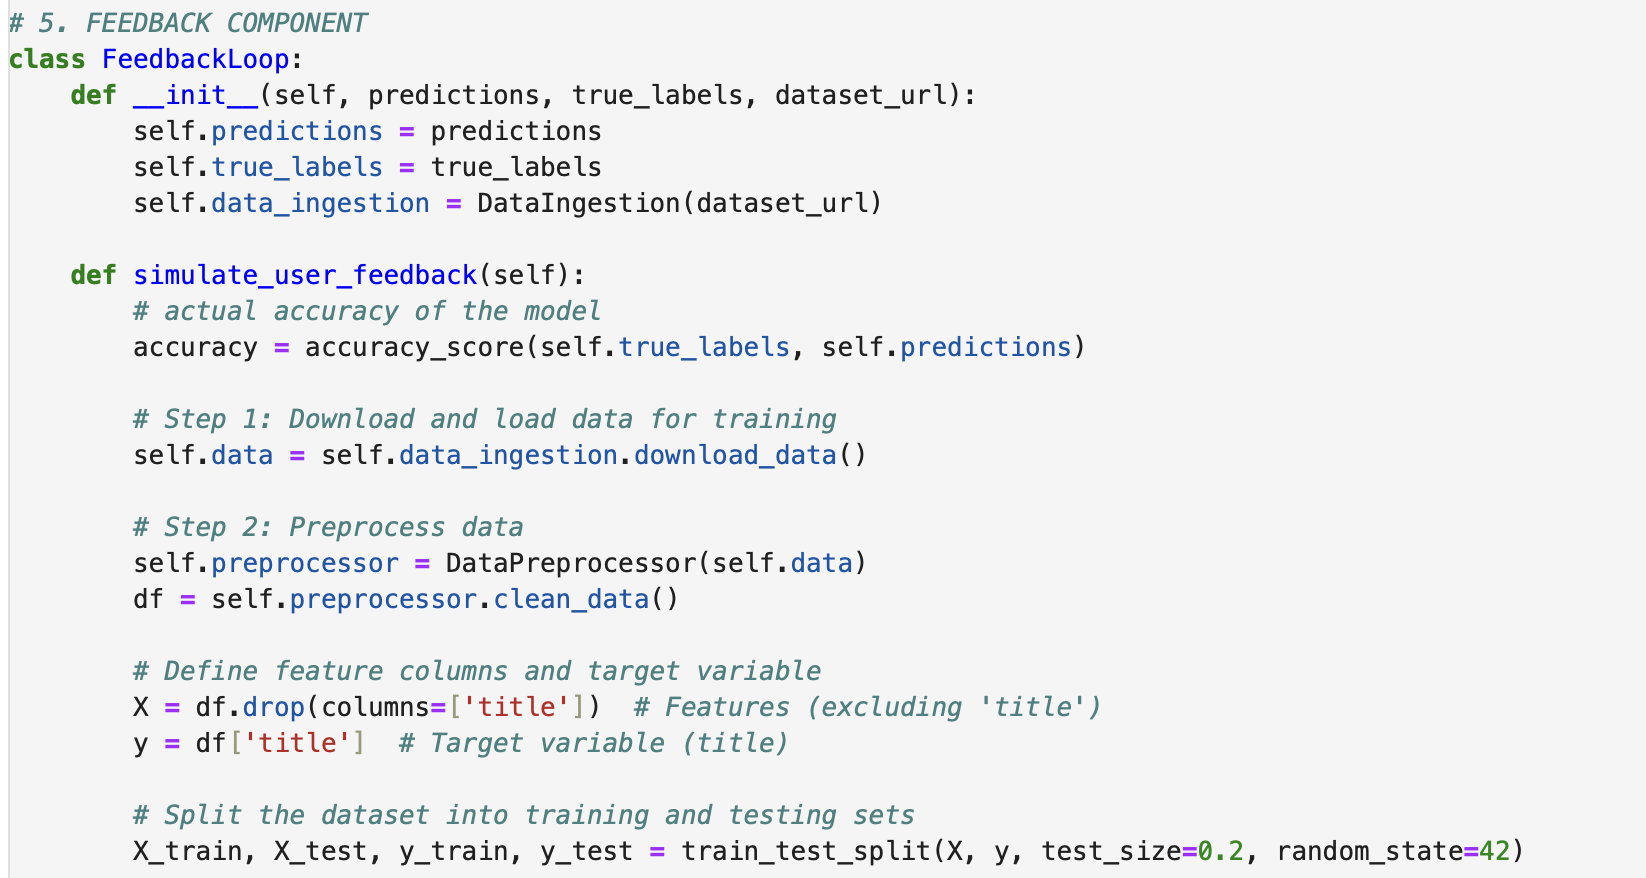 # 5. FEEDBACK COMPONENT
class FeedbackLoop:
    def __init__(self, predictions, true_labels, dataset_url):
        self.predictions = predictions
        self.true_labels = true_labels
        self.data_ingestion = DataIngestion(dataset_url)

    def simulate_user_feedback(self):
        # actual accuracy of the model
        accuracy = accuracy_score(self.true_labels, self.predictions)

        # Step 1: Download and load data for training
        self.data = self.data_ingestion.download_data()

        # Step 2: Preprocess data
        self.preprocessor = DataPreprocessor(self.data)
        df = self.preprocessor.clean_data()

        # Define feature columns and target variable
        X = df.drop(columns=['title'])  # Features (excluding 'title')
        y = df['title']  # Target variable (title)

        # Split the dataset into training and testing sets
        X_train, X_test, y_train, y_test = train_test_split(X, y, test_size=0.2, random_state=42)